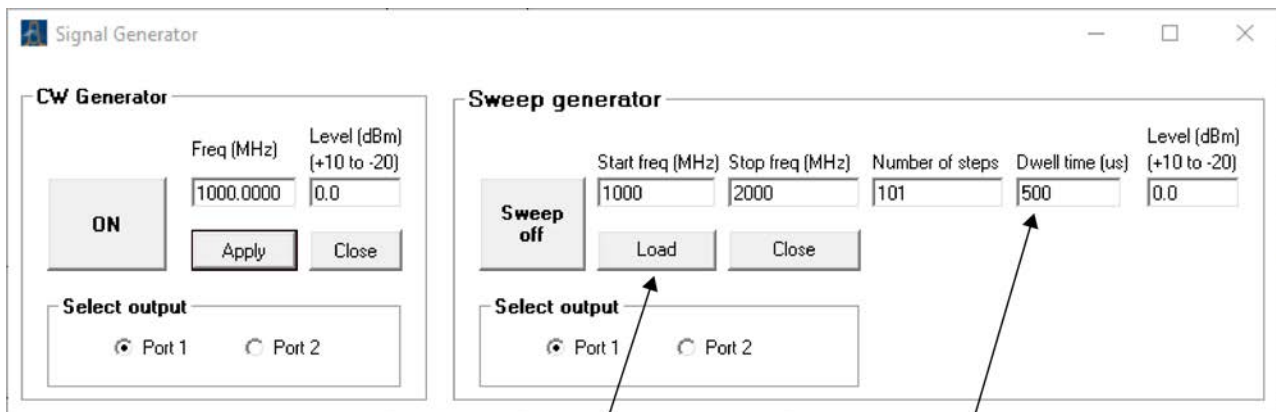 Signal Generator
CW Generator
Freq (MHz)
Level (dBm)
(+10 to -20)
1000.0000
0.0
ON
Apply
Close
Select output
Port 1
Port 2
Sweep generator
Start freq (MHz)
Stop freq (MHz)
Number of steps
Dwell time (us)
Level (dBm)
(+10 to -20)
1000
2000
101
500
0.0
Sweep
off
Load
Close
Select output
Port 1
Port 2